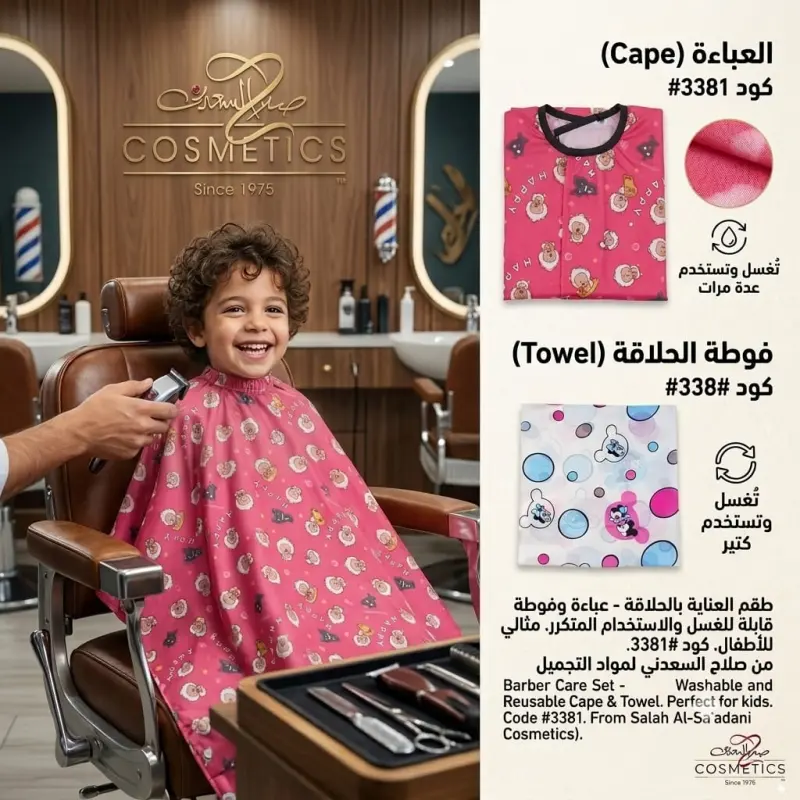 COSMETICS
Since 1975
HAPPY
العباءة (Cape)
كود 3381#
HAPPY
HAPPY
تُغسل وتستخدم
عدة مرات
فوطة الحلاقة (Towel)
كود #338#
تُغسل
وتستخدم
كتير
طقم العناية بالحلاقة - عباءة وفوطة
قابلة للغسل والاستخدام المتكرر. مثالي
للأطفال. كود #3381.
من صلاح السعدني لمواد التجميل
Barber Care Set - Washable and
Reusable Cape & Towel. Perfect for kids.
Code #3381. From Salah Al-Sa'adani
Cosmetics).
COSMETICS
Since 1975